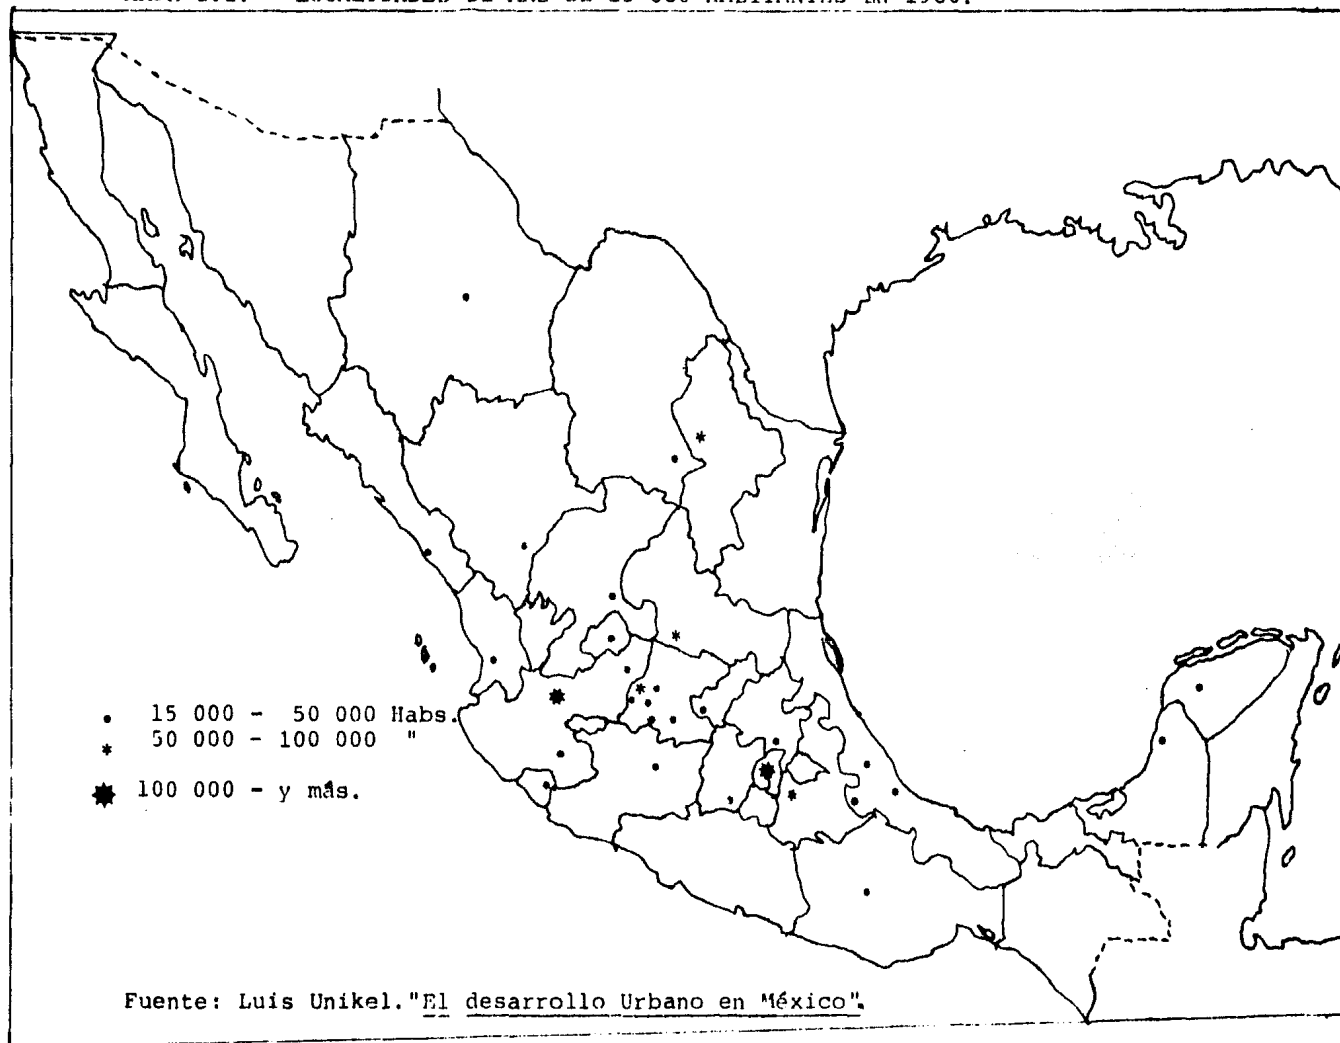 15 000 - 50 000 Habs.
50 000 - 100 000 "
100 000 - y más.
Fuente: Luis Unikel."El desarrollo Urbano en México".